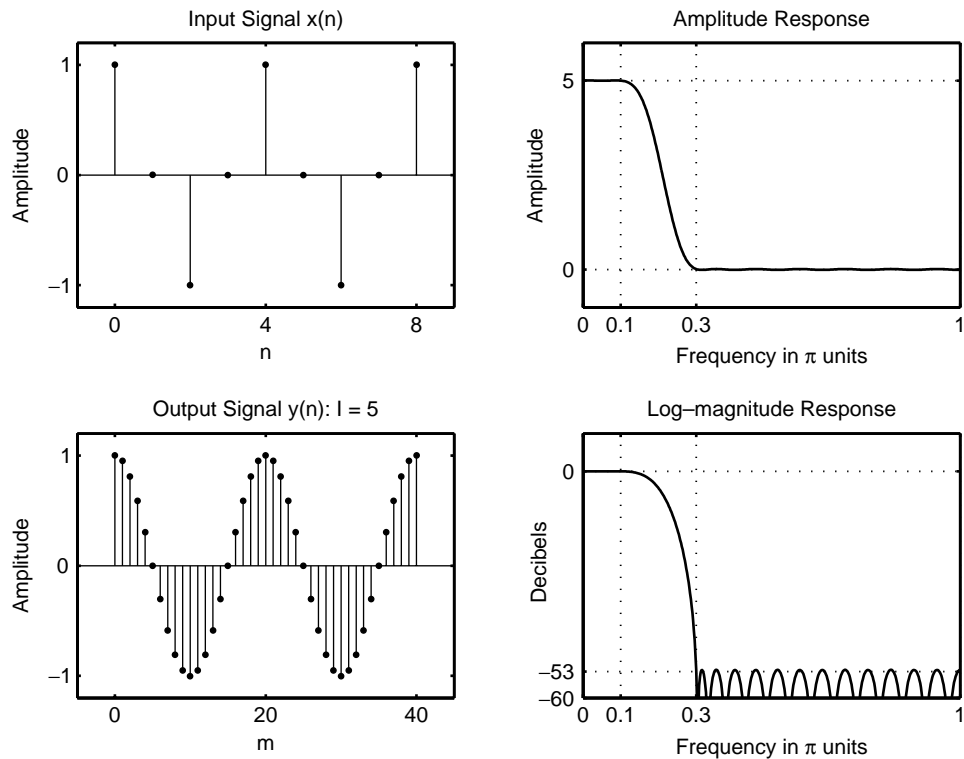 Input Signal x(n)
1
0
−1
Amplitude
0 4 8
n
Amplitude Response
5
0
Amplitude
0 0.1 0.3 1
Frequency in π units
Output Signal y(n): I = 5
1
0
−1
Amplitude
0 20 40
m
Log−magnitude Response
0
−53
−60
Decibels
0 0.1 0.3 1
Frequency in π units